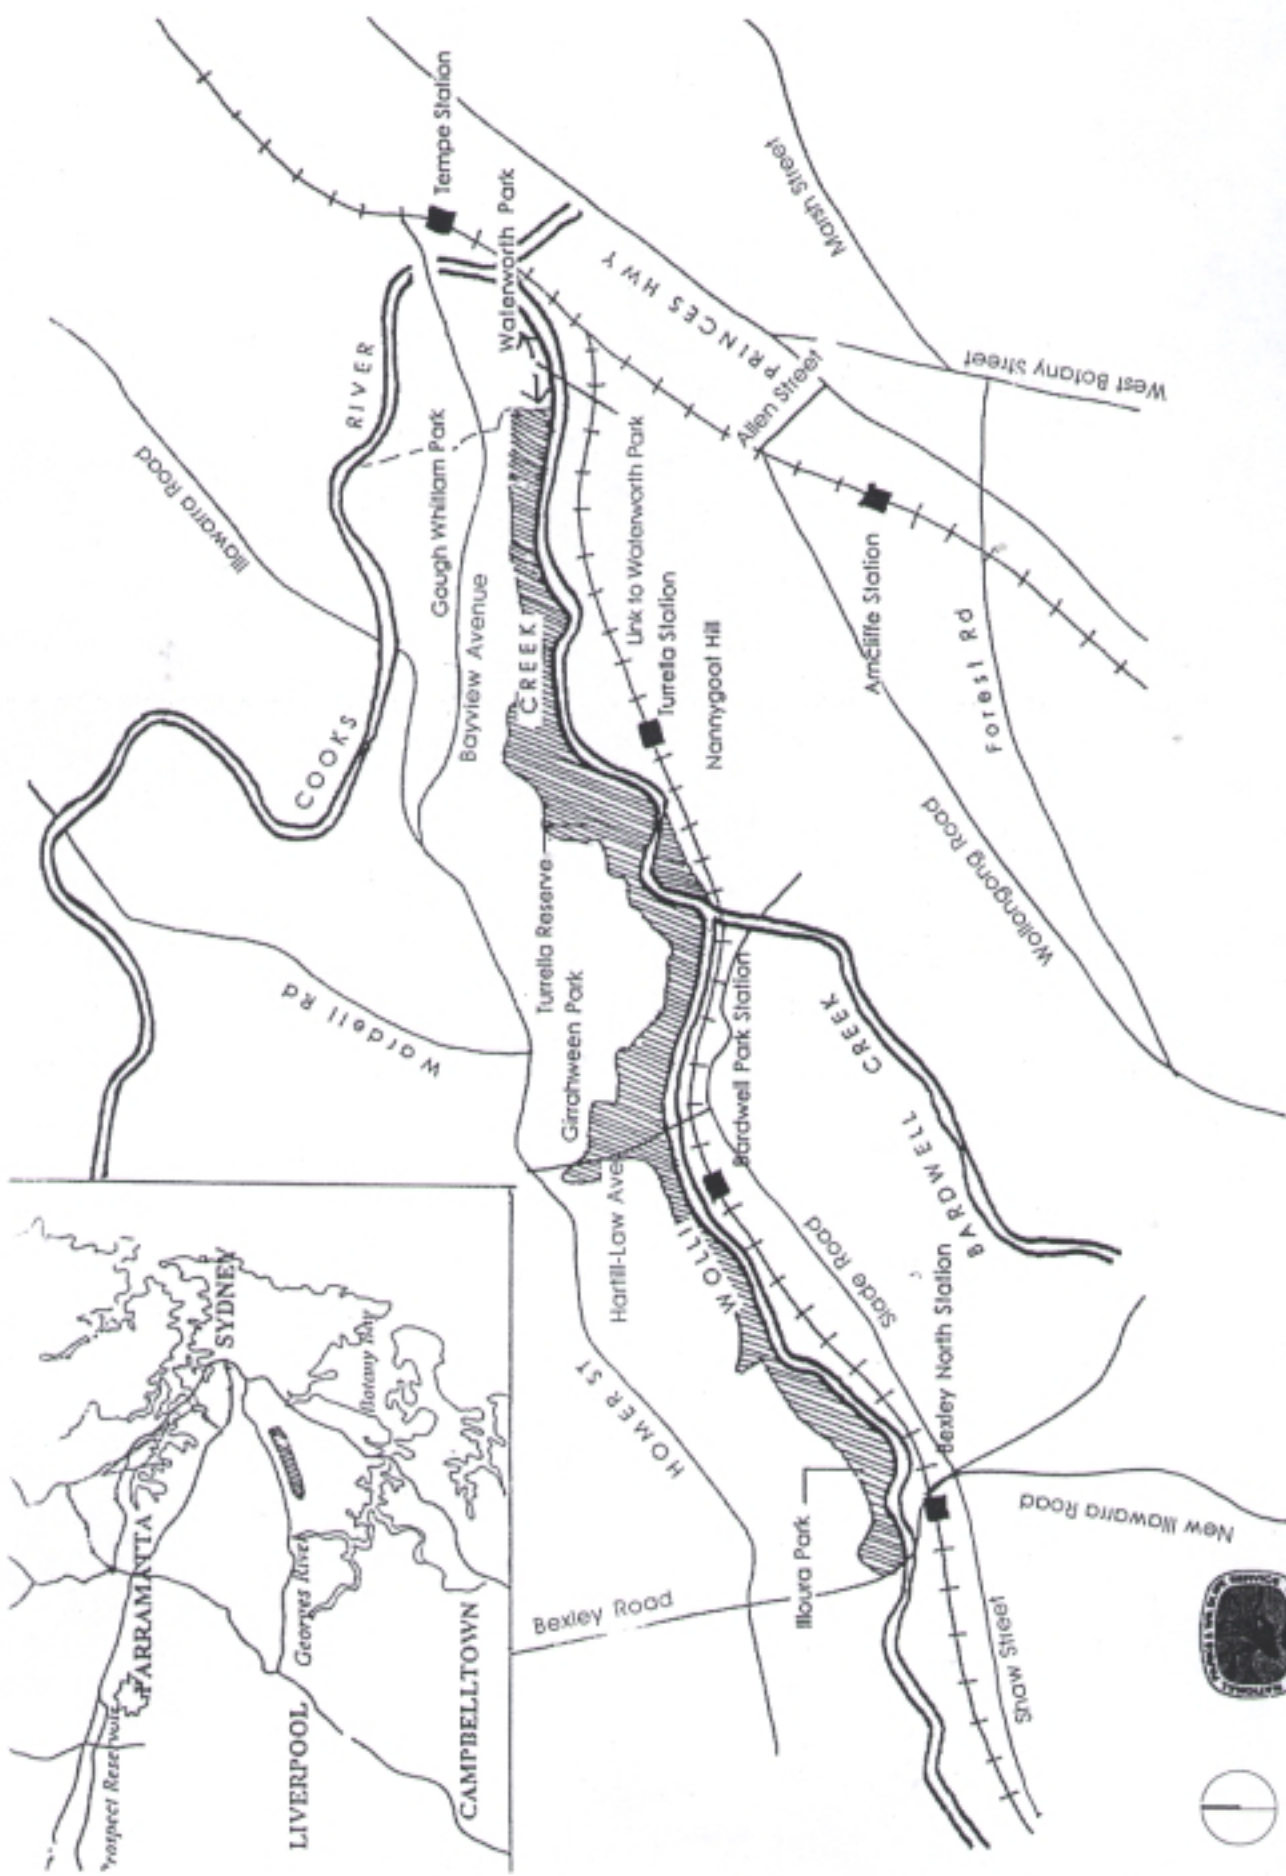 Prospect Reservoir
PARRAMATTA
SYDNEY
LIVERPOOL
Georges River
Botany Bay
CAMPBELLTOWN
Wardell Rd
COOKS
RIVER
Illawarra Road
Tempe Station
Waterworth Park
Gough Whitlam Park
Bayview Avenue
Bexley Road
HOMER ST
Hartill-Law Ave
Girrahween Park
Turrella Reserve
WOLLI
CREEK
Link to Waterworth Park
Turrella Station
Nannygoat Hill
PRINCES HWY
Marsh Street
Allen Street
West Botany Street
Arncliffe Station
Forest Rd
Wollongong Road
Illoura Park
Bardwell Park Station
Slade Road
BARDWELL
CREEK
Bexley North Station
New Illawarra Road
Shaw Street